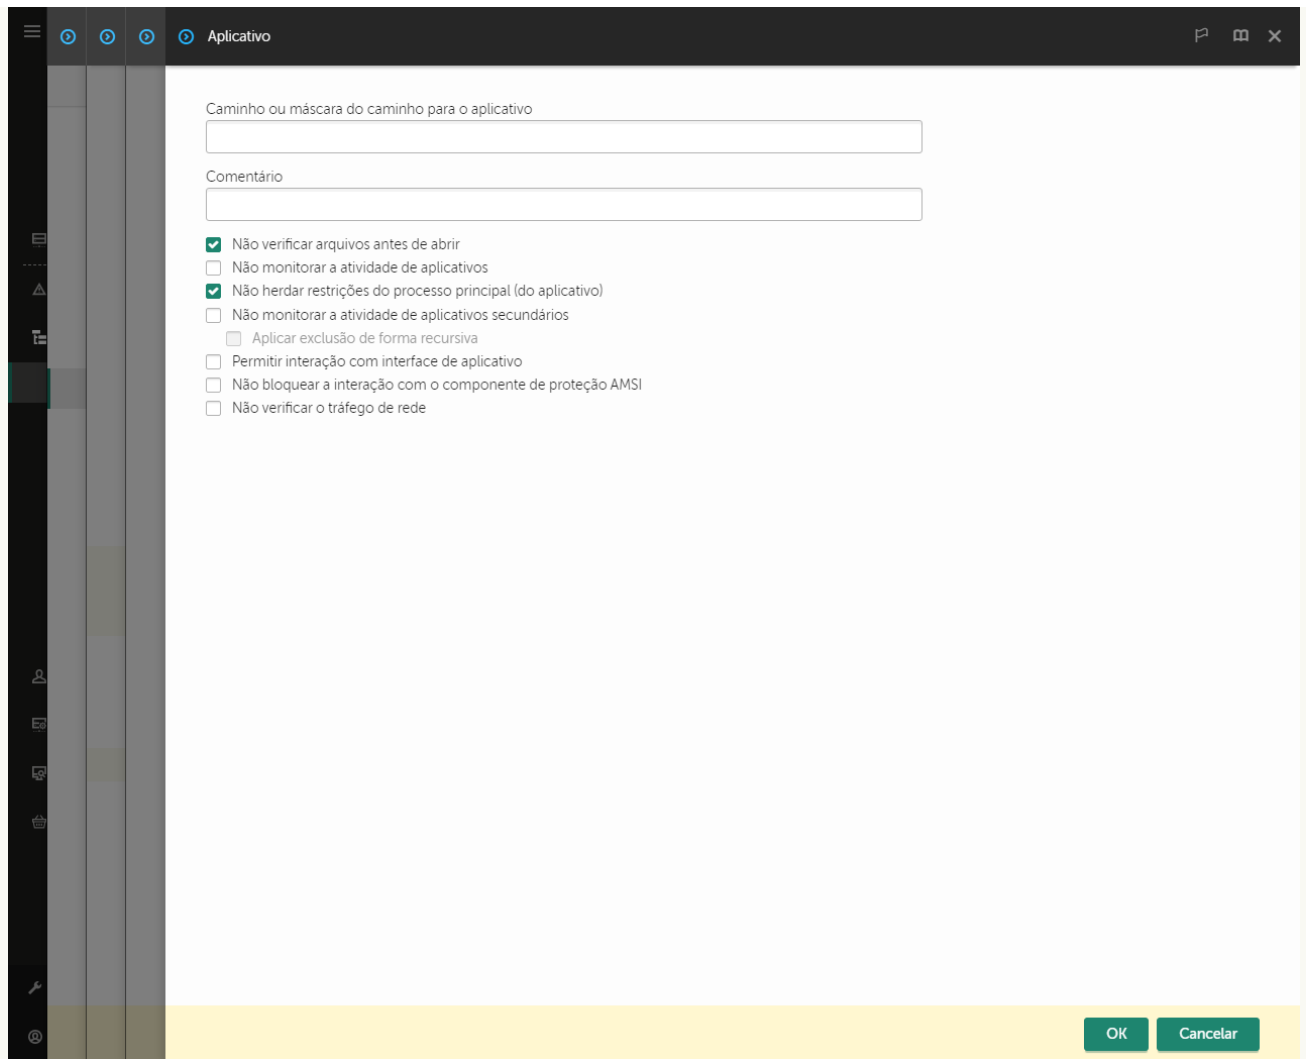 Aplicativo
Caminho ou máscara do caminho para o aplicativo
Comentário
Não verificar arquivos antes de abrir
Não monitorar a atividade de aplicativos
Não herdar restrições do processo principal (do aplicativo)
Não monitorar a atividade de aplicativos secundários
Aplicar exclusão de forma recursiva
Permitir interação com interface de aplicativo
Não bloquear a interação com o componente de proteção AMSI
Não verificar o tráfego de rede
OK Cancelar